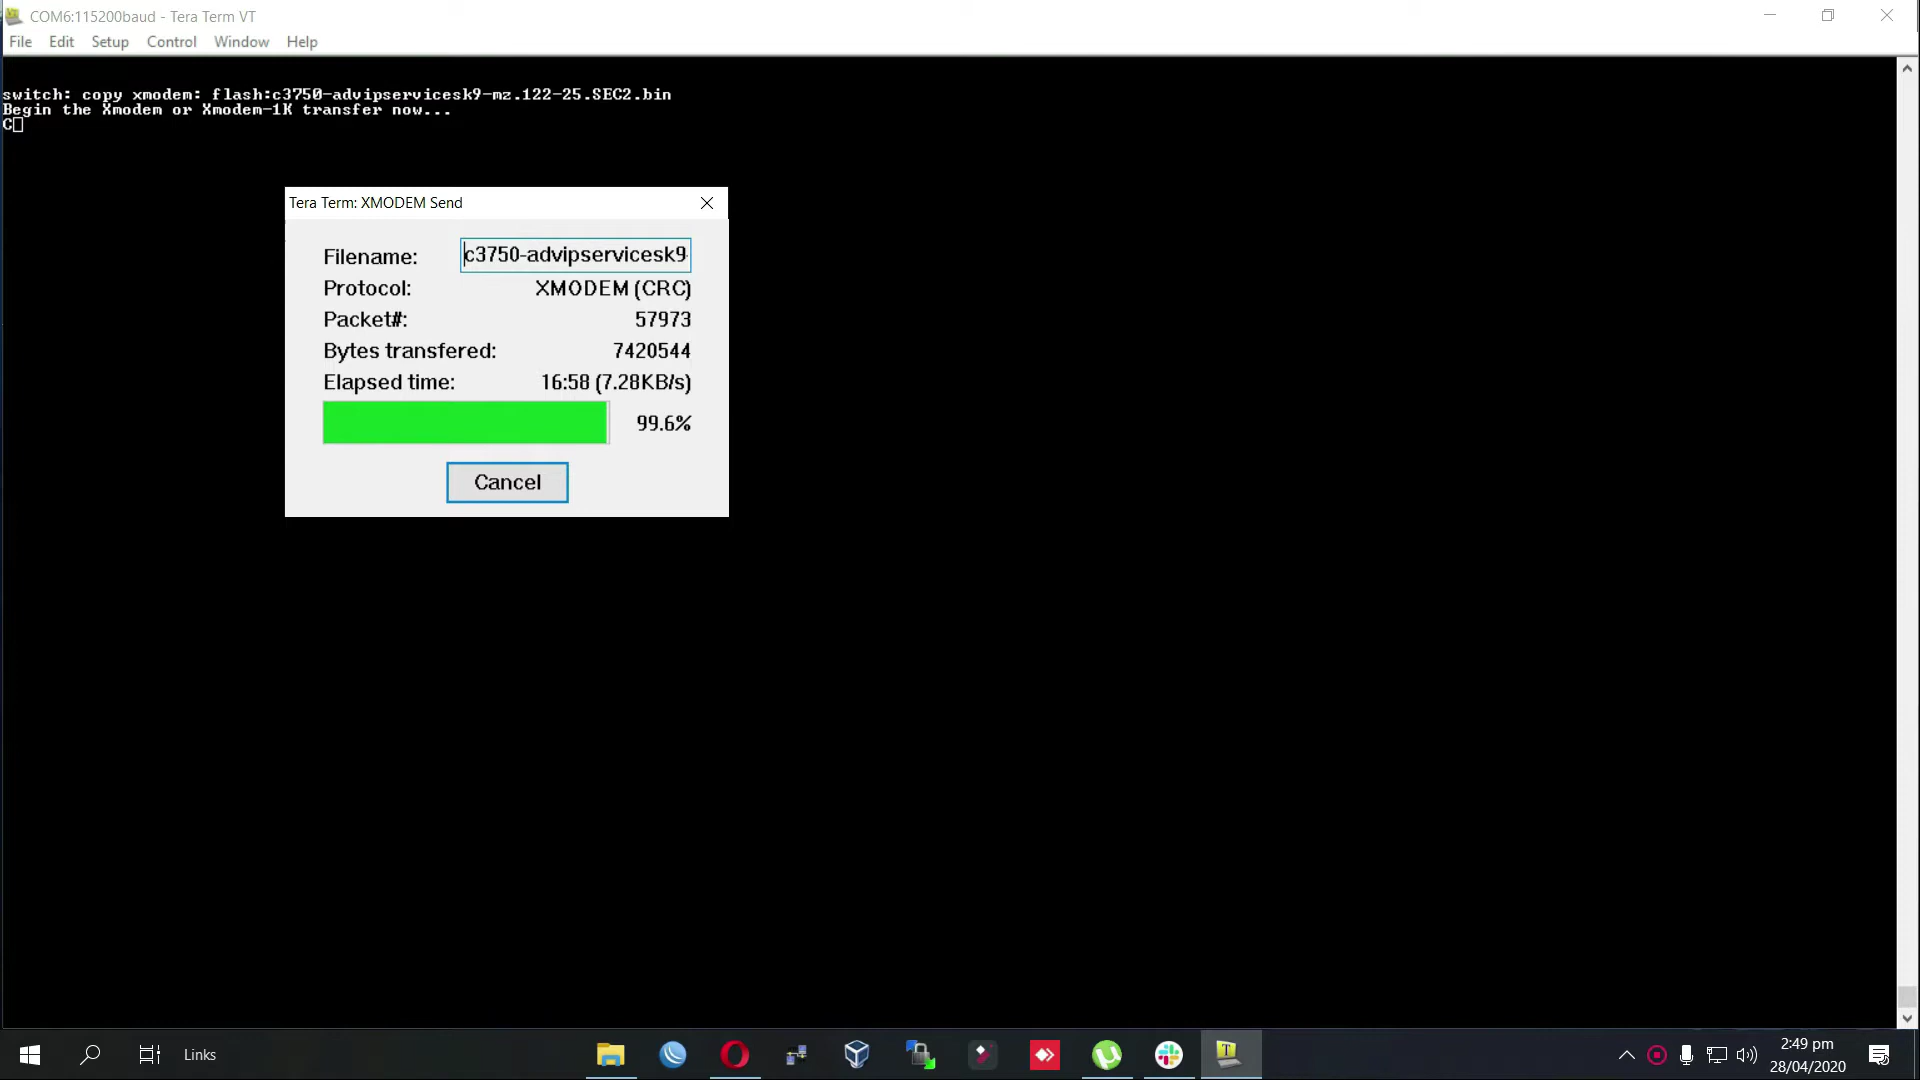 COM6:115200baud - Tera Term VT
File Edit Setup Control Window Help
switch: copy xmodem: flash:c3750-advipservicesk9-mz.122-25.SEC2.bin
Begin the Xmodem or Xmodem-1K transfer now...
C
Tera Term: XMODEM Send
Filename: c3750-advipservicesk9-
Protocol: XMODEM (CRC)
Packet#: 57973
Bytes transfered: 7420544
Elapsed time: 16:58 (7.28KB/s)
99.6%
Cancel
Links
2:49 pm
28/04/2020